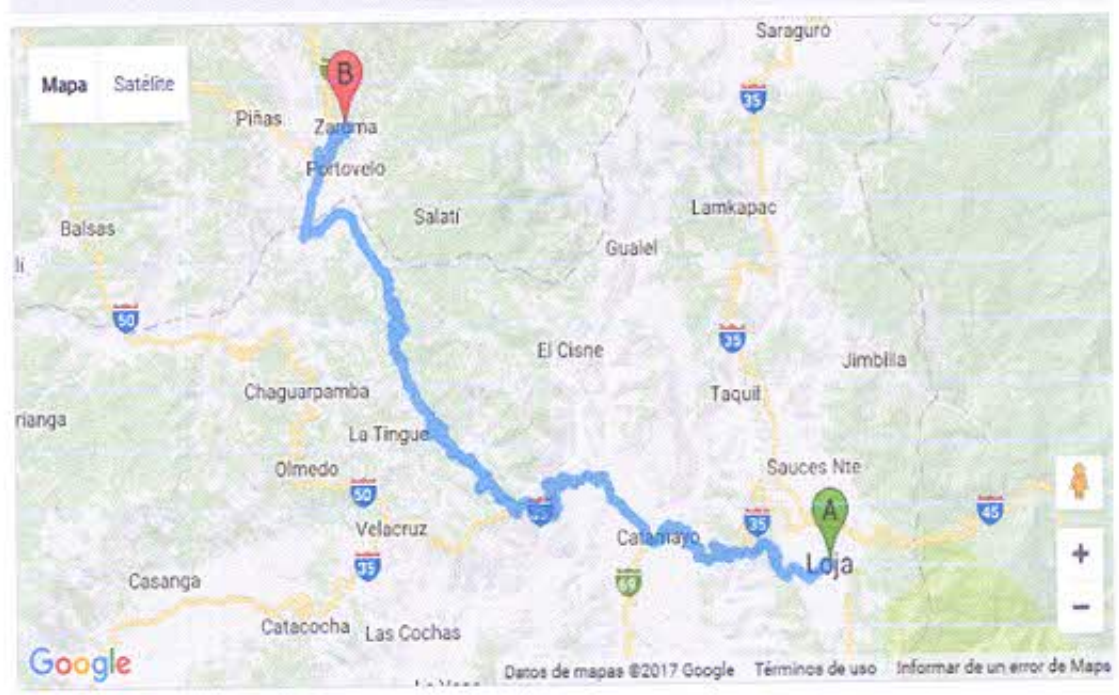 Saraguro
Mapa Satélite
B
35
Piñas
Zaruma
Portovelo
Balsas
Salatí
Lamkapac
Gualel
li
50
35
El Cisne
Jimbilla
Chaguarpamba
Taquil
rianga
La Tingue
Olmedo
Sauces Nte
50
A
45
35
Velacruz
Catamayo
Loja
35
69
Casanga
+
−
Catacocha
Las Cochas
Google
Datos de mapas ©2017 Google Términos de uso Informar de un error de Maps